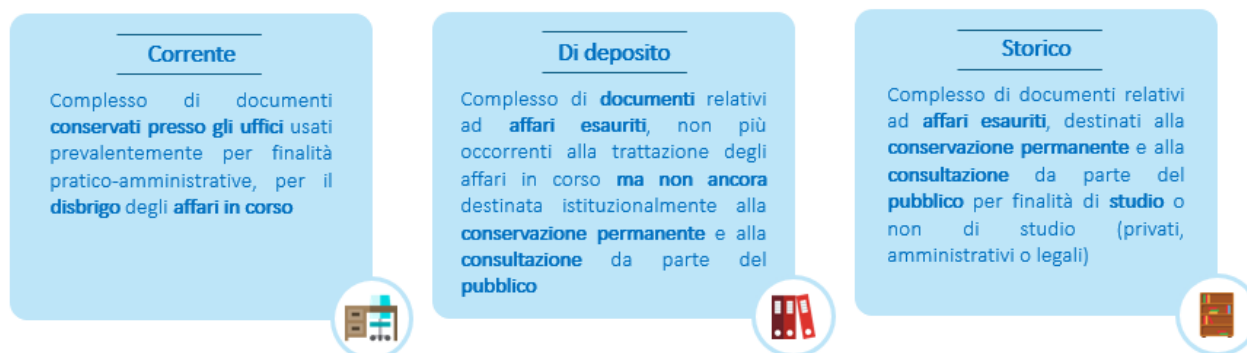 Corrente
Complesso di documenti
conservati presso gli uffici usati
prevalentemente per finalità
pratico-amministrative, per il
disbrigo degli affari in corso
Di deposito
Complesso di documenti relativi
ad affari esauriti, non più
occorrenti alla trattazione degli
affari in corso ma non ancora
destinata istituzionalmente alla
conservazione permanente e alla
consultazione da parte del
pubblico
Storico
Complesso di documenti relativi
ad affari esauriti, destinati alla
conservazione permanente e alla
consultazione da parte del
pubblico per finalità di studio o
non di studio (privati,
amministrativi o legali)